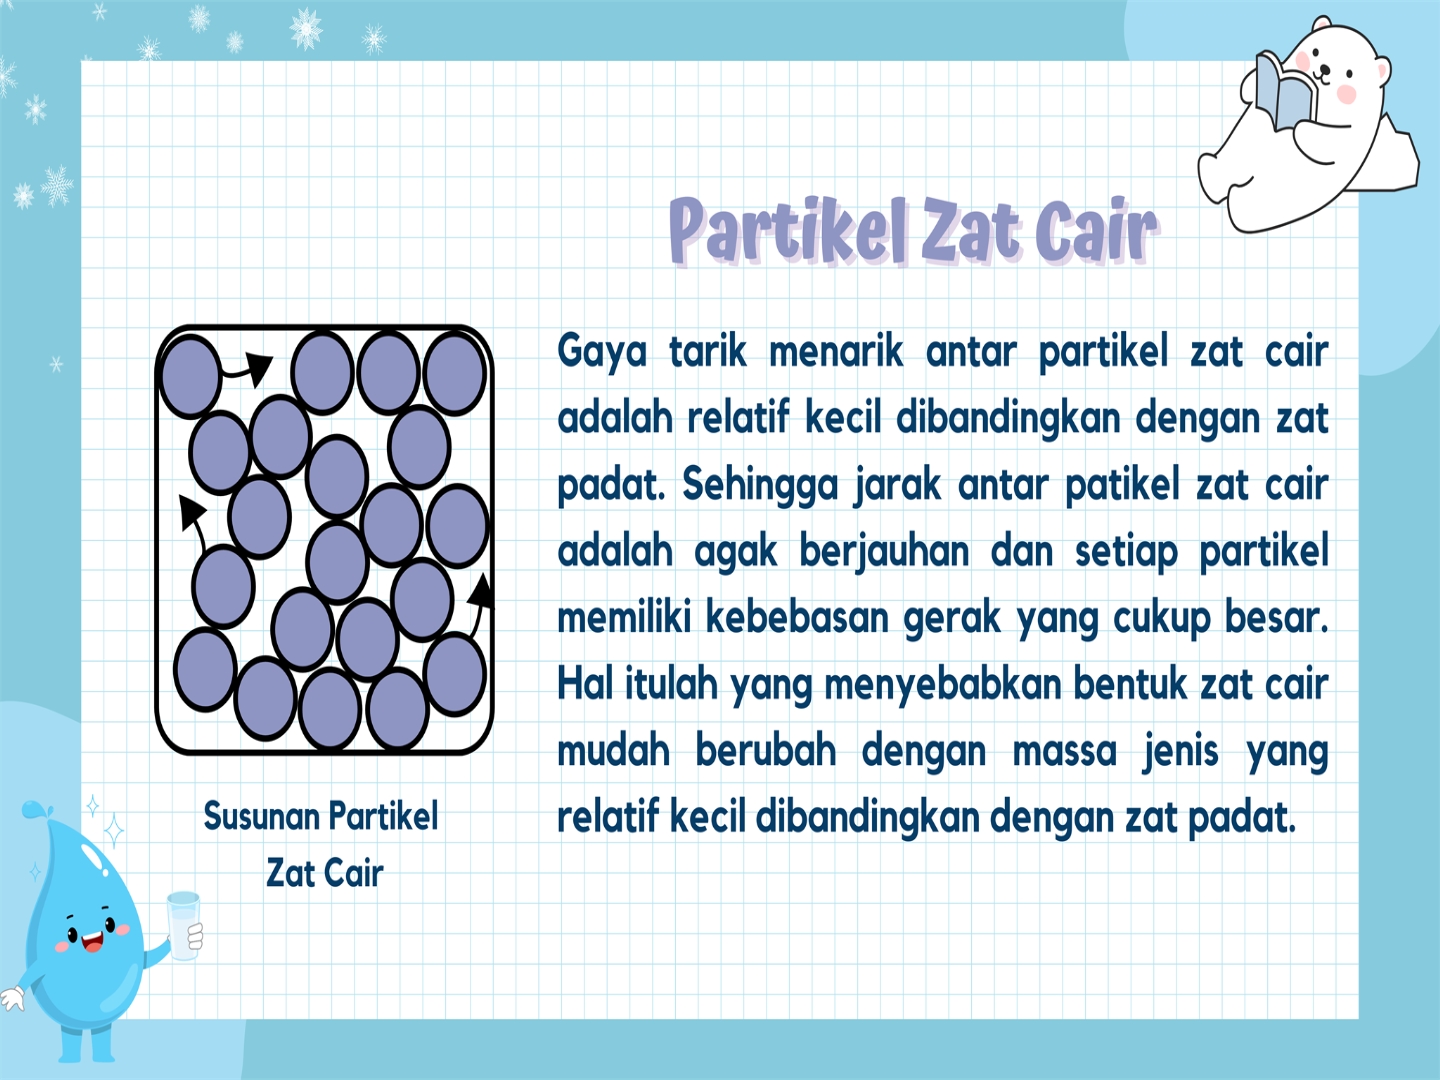 Partikel Zat Cair
Gaya tarik menarik antar partikel zat cair
adalah relatif kecil dibandingkan dengan zat
padat. Sehingga jarak antar patikel zat cair
adalah agak berjauhan dan setiap partikel
memiliki kebebasan gerak yang cukup besar.
Hal itulah yang menyebabkan bentuk zat cair
mudah berubah dengan massa jenis yang
relatif kecil dibandingkan dengan zat padat.
Susunan Partikel
Zat Cair